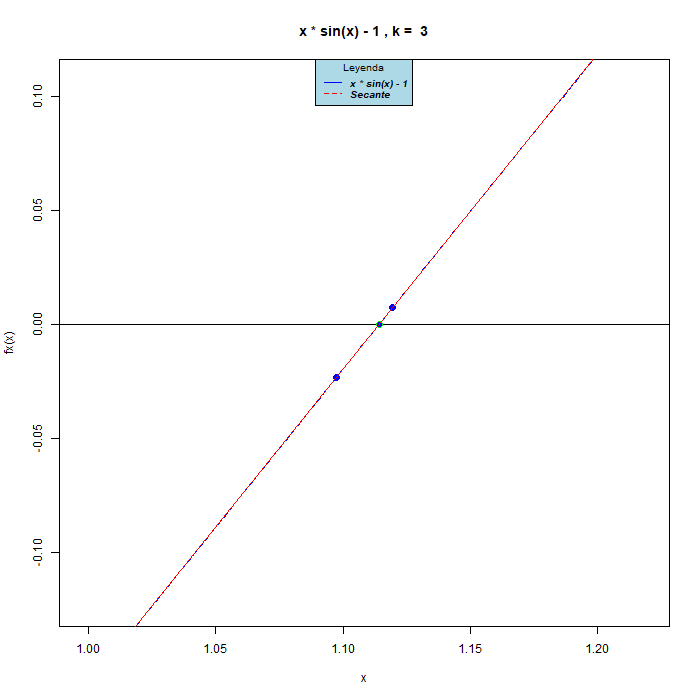 x * sin(x) - 1 , k =  3
Leyenda
x * sin(x) - 1
Secante
0.10
0.05
0.00
-0.05
-0.10
fx(x)
1.00 1.05 1.10 1.15 1.20
x